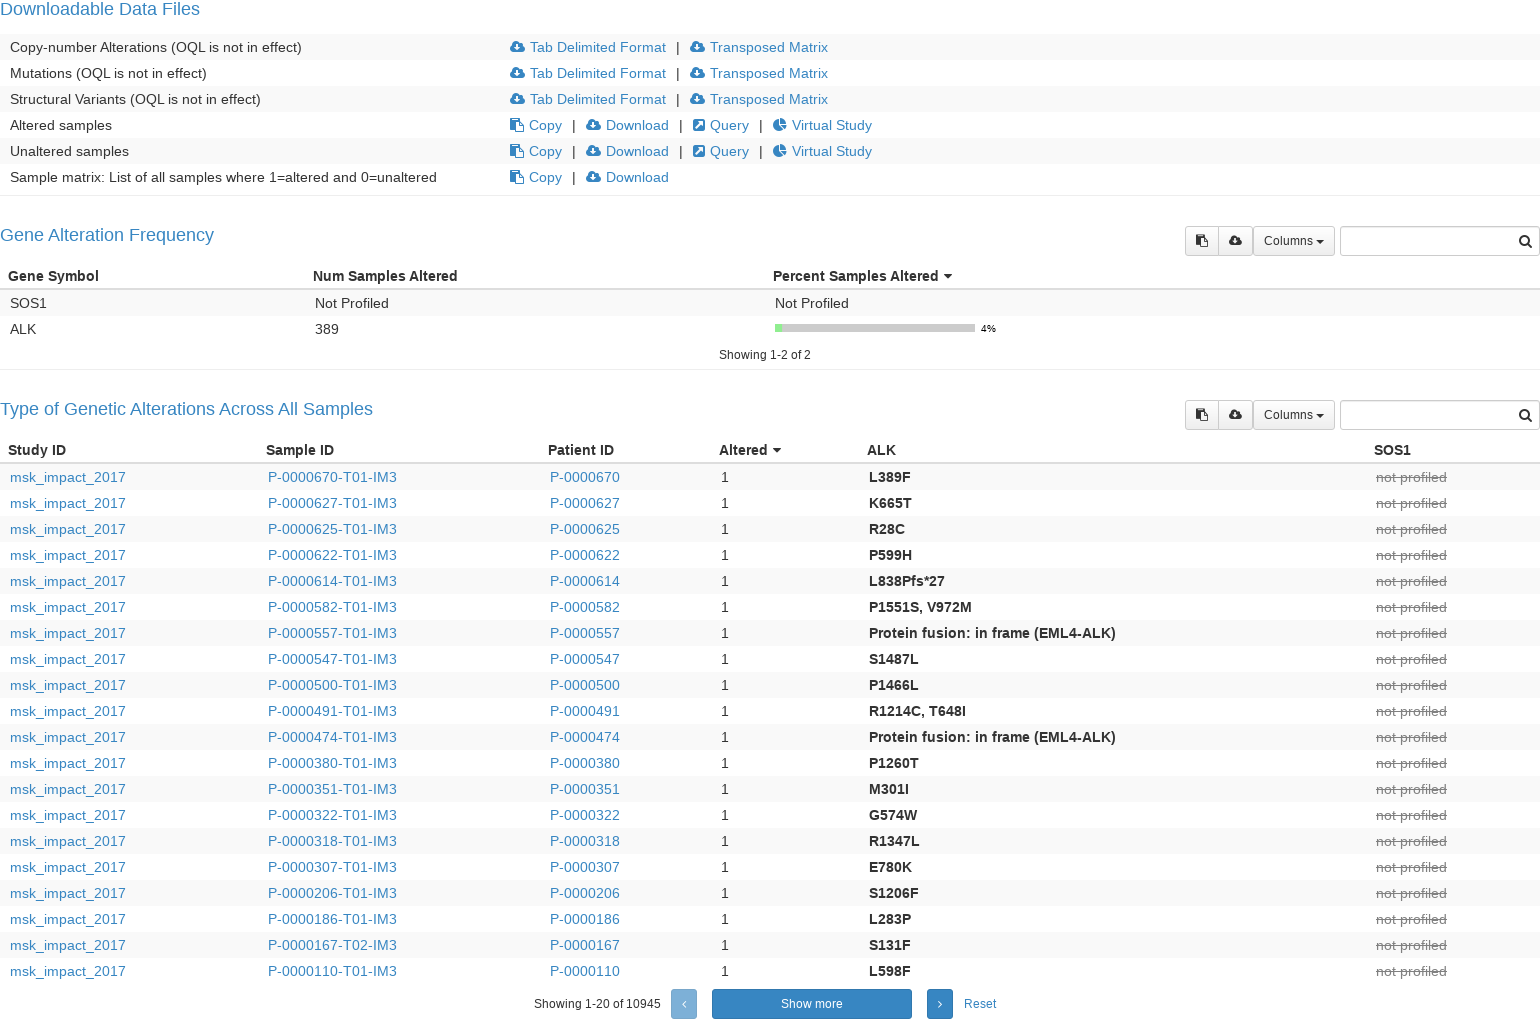 Downloadable Data Files
Copy-number Alterations (OQL is not in effect) Tab Delimited Format | Transposed Matrix
Mutations (OQL is not in effect) Tab Delimited Format | Transposed Matrix
Structural Variants (OQL is not in effect) Tab Delimited Format | Transposed Matrix
Altered samples Copy | Download | Query | Virtual Study
Unaltered samples Copy | Download | Query | Virtual Study
Sample matrix: List of all samples where 1=altered and 0=unaltered Copy | Download
Gene Alteration Frequency Columns
Gene Symbol Num Samples Altered Percent Samples Altered
SOS1 Not Profiled Not Profiled
ALK 389 4%
Showing 1-2 of 2
Type of Genetic Alterations Across All Samples Columns
Study ID Sample ID Patient ID Altered ALK SOS1
msk_impact_2017 P-0000670-T01-IM3 P-0000670 1 L389F not profiled
msk_impact_2017 P-0000627-T01-IM3 P-0000627 1 K665T not profiled
msk_impact_2017 P-0000625-T01-IM3 P-0000625 1 R28C not profiled
msk_impact_2017 P-0000622-T01-IM3 P-0000622 1 P599H not profiled
msk_impact_2017 P-0000614-T01-IM3 P-0000614 1 L838Pfs*27 not profiled
msk_impact_2017 P-0000582-T01-IM3 P-0000582 1 P1551S, V972M not profiled
msk_impact_2017 P-0000557-T01-IM3 P-0000557 1 Protein fusion: in frame (EML4-ALK) not profiled
msk_impact_2017 P-0000547-T01-IM3 P-0000547 1 S1487L not profiled
msk_impact_2017 P-0000500-T01-IM3 P-0000500 1 P1466L not profiled
msk_impact_2017 P-0000491-T01-IM3 P-0000491 1 R1214C, T648I not profiled
msk_impact_2017 P-0000474-T01-IM3 P-0000474 1 Protein fusion: in frame (EML4-ALK) not profiled
msk_impact_2017 P-0000380-T01-IM3 P-0000380 1 P1260T not profiled
msk_impact_2017 P-0000351-T01-IM3 P-0000351 1 M301I not profiled
msk_impact_2017 P-0000322-T01-IM3 P-0000322 1 G574W not profiled
msk_impact_2017 P-0000318-T01-IM3 P-0000318 1 R1347L not profiled
msk_impact_2017 P-0000307-T01-IM3 P-0000307 1 E780K not profiled
msk_impact_2017 P-0000206-T01-IM3 P-0000206 1 S1206F not profiled
msk_impact_2017 P-0000186-T01-IM3 P-0000186 1 L283P not profiled
msk_impact_2017 P-0000167-T02-IM3 P-0000167 1 S131F not profiled
msk_impact_2017 P-0000110-T01-IM3 P-0000110 1 L598F not profiled
Showing 1-20 of 10945 Show more Reset